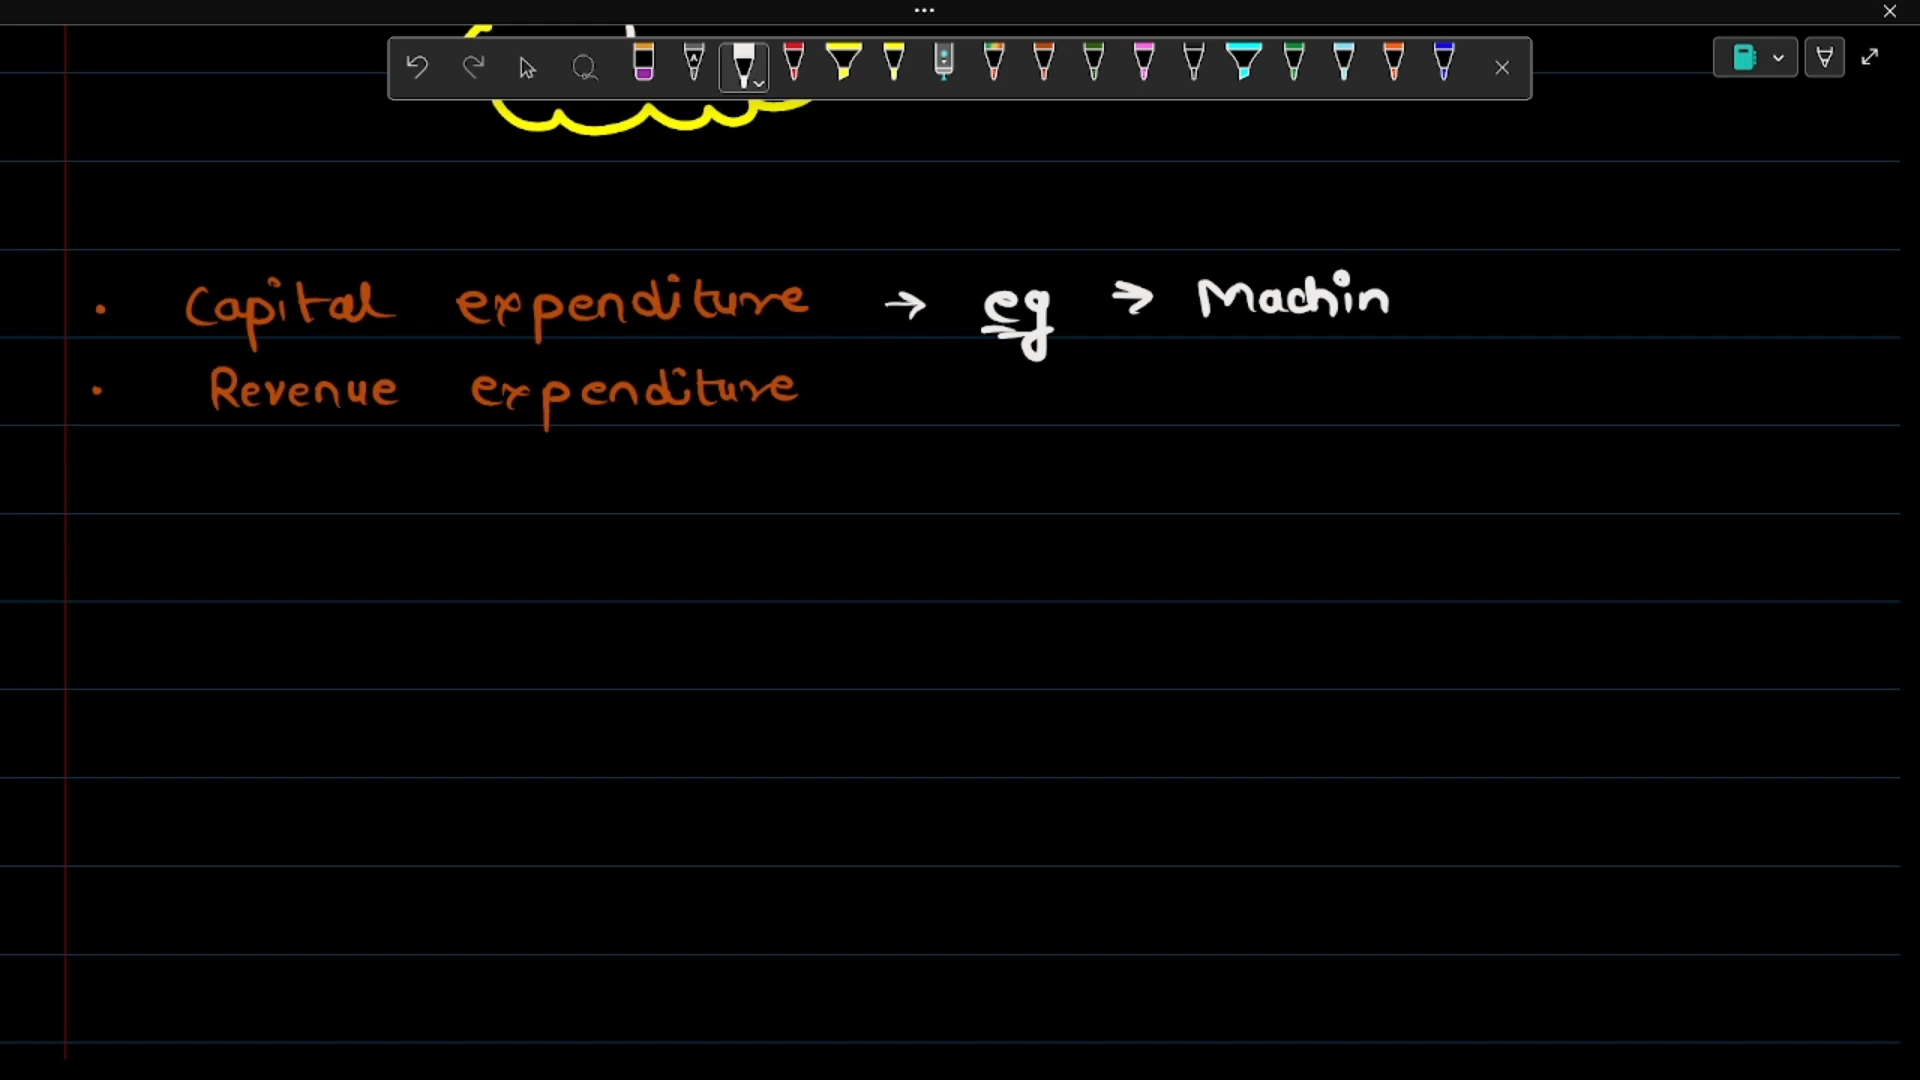 • Capital expenditure → eg → Machin
• Revenue expenditure